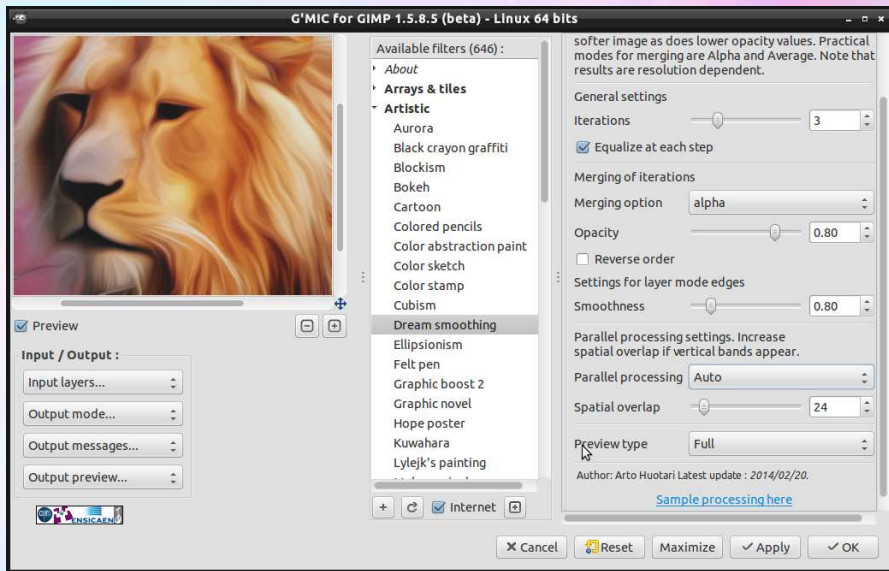 G'MIC for GIMP 1.5.8.5 (beta) - Linux 64 bits
Preview
Input / Output :
Input layers...
Output mode...
Output messages...
Output preview...
ENSICAEN
Available filters (646) :
About
Arrays & tiles
Artistic
Aurora
Black crayon graffiti
Blockism
Bokeh
Cartoon
Colored pencils
Color abstraction paint
Color sketch
Color stamp
Cubism
Dream smoothing
Ellipsionism
Felt pen
Graphic boost 2
Graphic novel
Hope poster
Kuwahara
Lylejk's painting
Internet
softer image as does lower opacity values. Practical
modes for merging are Alpha and Average. Note that
results are resolution dependent.
General settings
Iterations 3
Equalize at each step
Merging of iterations
Merging option alpha
Opacity 0.80
Reverse order
Settings for layer mode edges
Smoothness 0.80
Parallel processing settings. Increase
spatial overlap if vertical bands appear.
Parallel processing Auto
Spatial overlap 24
Preview type Full
Author: Arto Huotari Latest update : 2014/02/20.
Sample processing here
Cancel
Reset
Maximize
Apply
OK